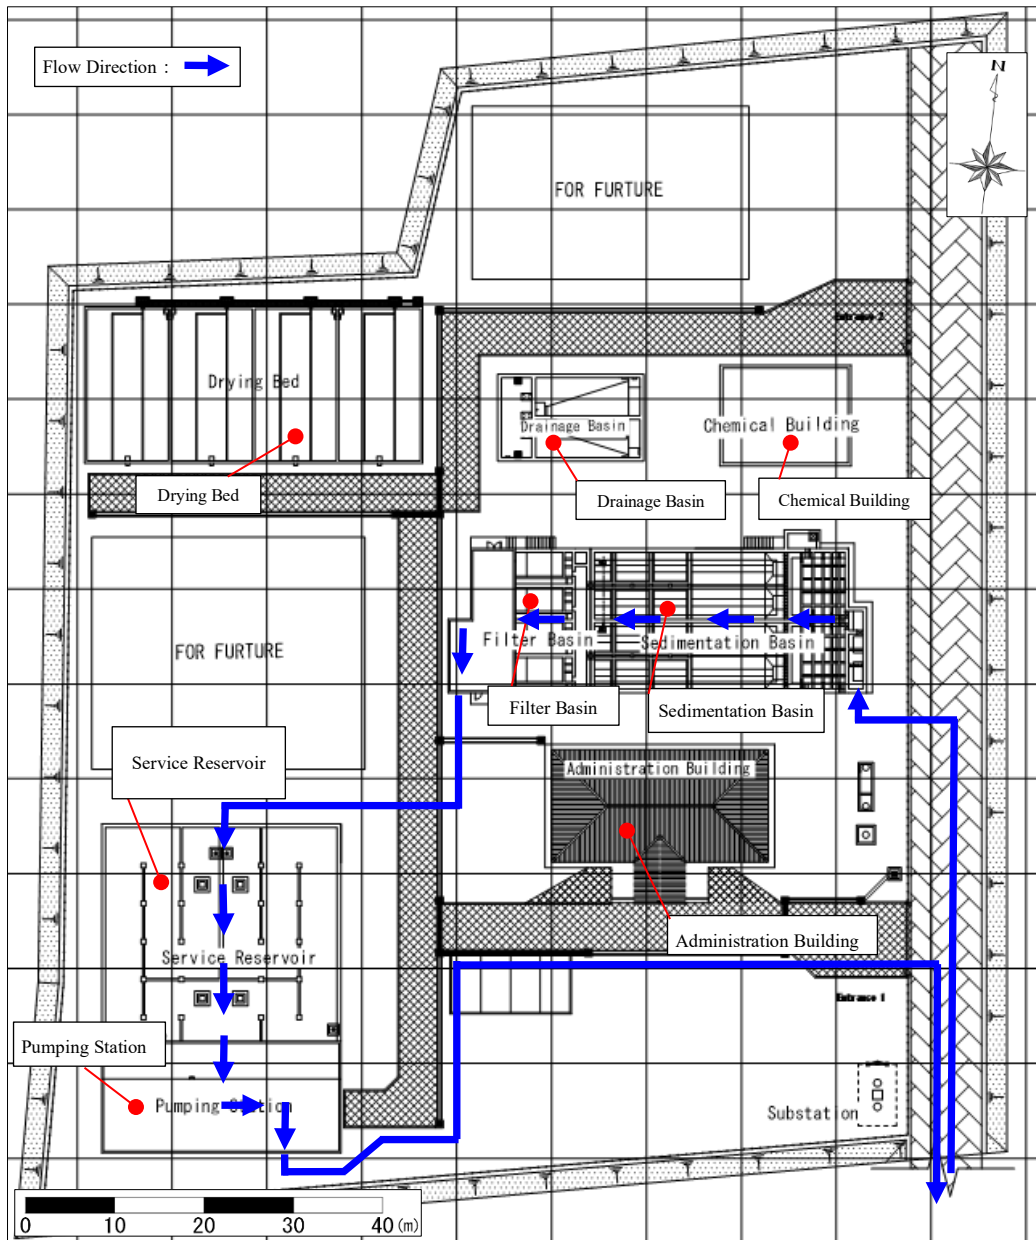 Flow Direction :
N
FOR FURTURE
Entrance 2
Drying Bed
Drainage Basin
Chemical Building
Drying Bed
Drainage Basin
Chemical Building
Filter Basin
Sedimentation Basin
FOR FURTURE
Filter Basin
Sedimentation Basin
Service Reservoir
Administration Building
Administration Building
Service Reservoir
Entrance 1
Pumping Station
Pumping Station
Substation
0 10 20 30 40 (m)